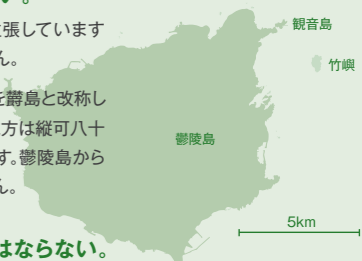 い。
張しています
ん。
を欝島と改称し
方は縦可八十
す。鬱陵島から
ん。
はならない。
観音島
竹嶼
鬱陵島
5km